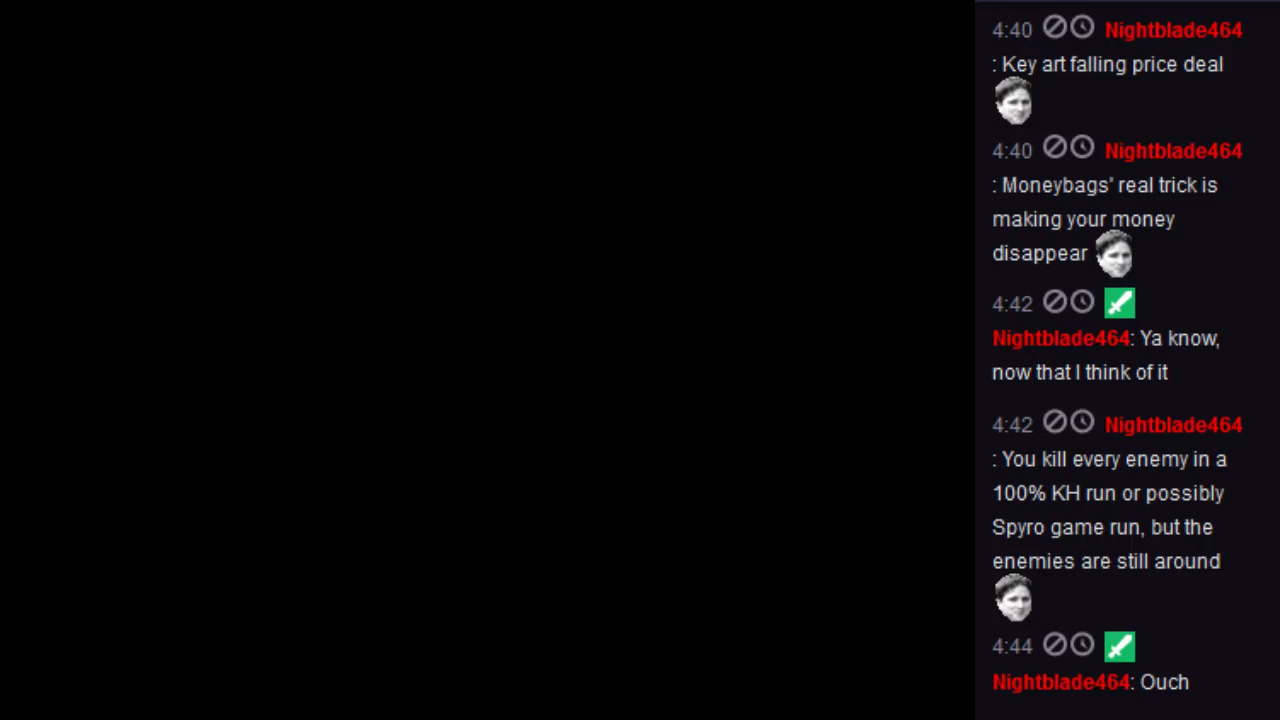 4:40 Nightblade464
: Key art falling price deal
4:40 Nightblade464
: Moneybags' real trick is
making your money
disappear
4:42
Nightblade464: Ya know,
now that I think of it
4:42 Nightblade464
: You kill every enemy in a
100% KH run or possibly
Spyro game run, but the
enemies are still around
4:44
Nightblade464: Ouch